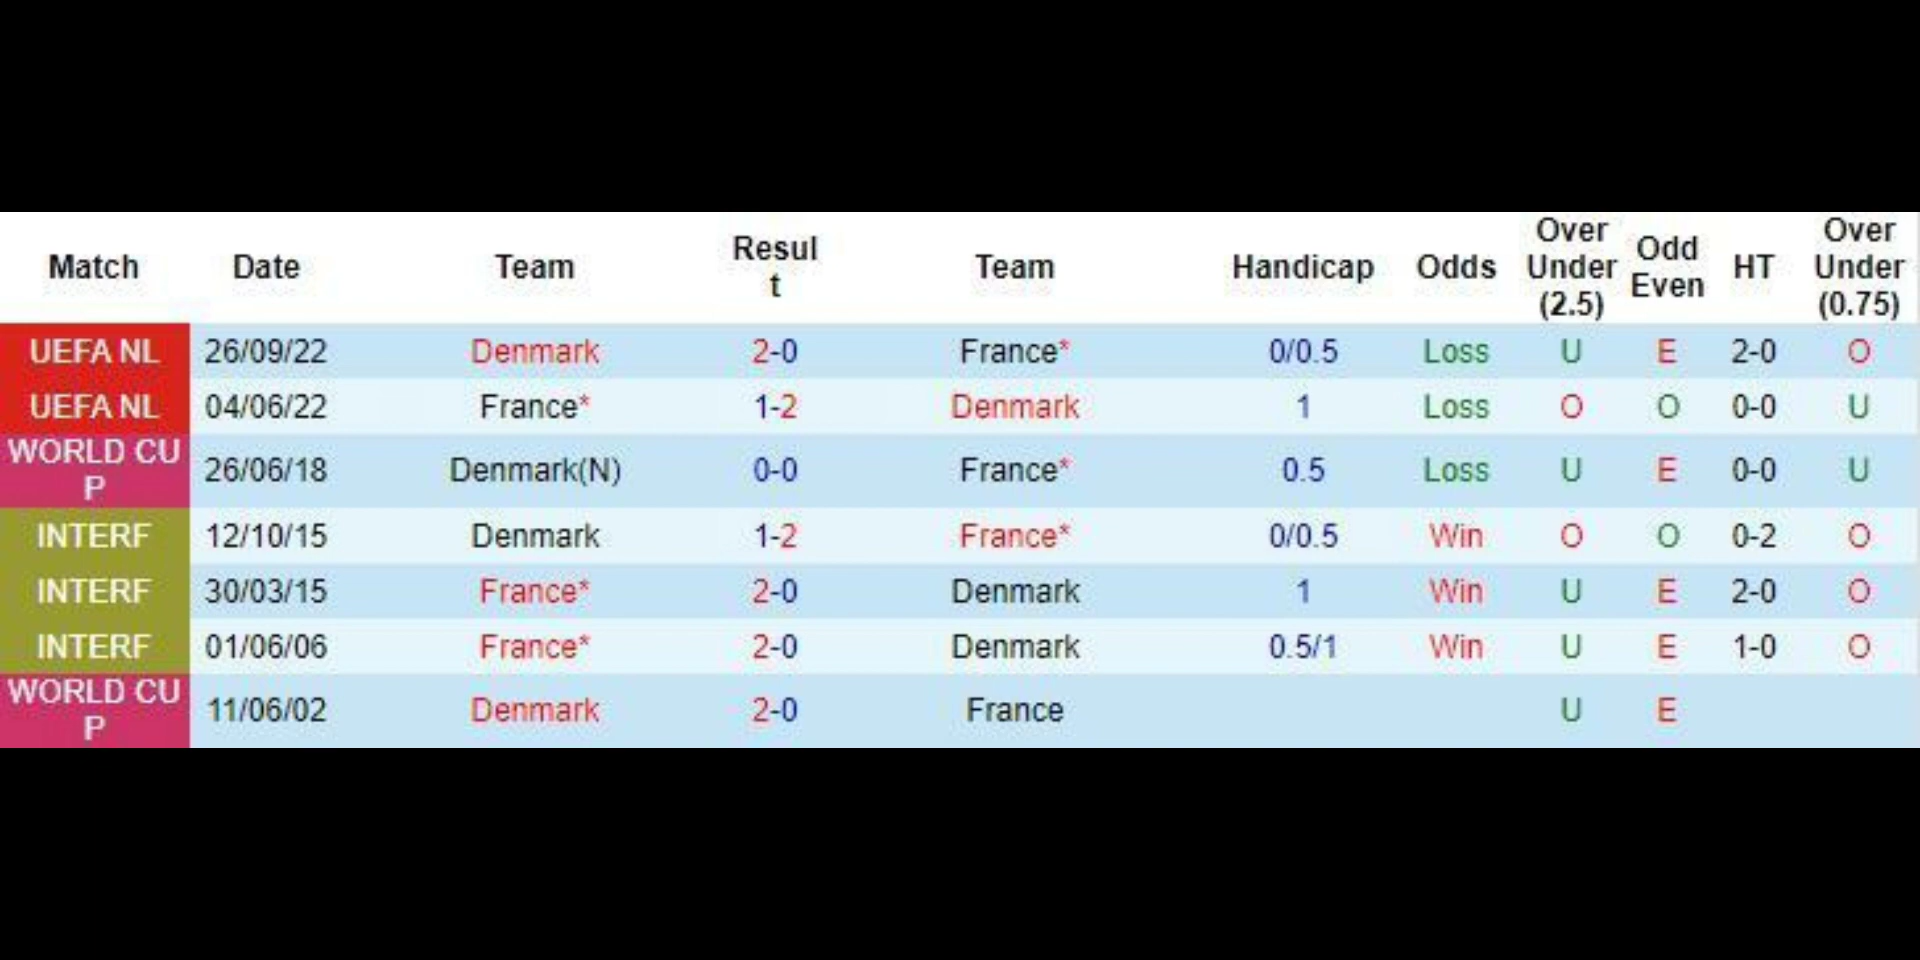 Match Date Team Resul
t Team Handicap Odds Over
Under
(2.5) Odd
Even HT Over
Under
(0.75)
UEFA NL 26/09/22 Denmark 2-0 France* 0/0.5 Loss U E 2-0 O
UEFA NL 04/06/22 France* 1-2 Denmark 1 Loss O O 0-0 U
WORLD CU
P 26/06/18 Denmark(N) 0-0 France* 0.5 Loss U E 0-0 U
INTERF 12/10/15 Denmark 1-2 France* 0/0.5 Win O O 0-2 O
INTERF 30/03/15 France* 2-0 Denmark 1 Win U E 2-0 O
INTERF 01/06/06 France* 2-0 Denmark 0.5/1 Win U E 1-0 O
WORLD CU
P 11/06/02 Denmark 2-0 France U E